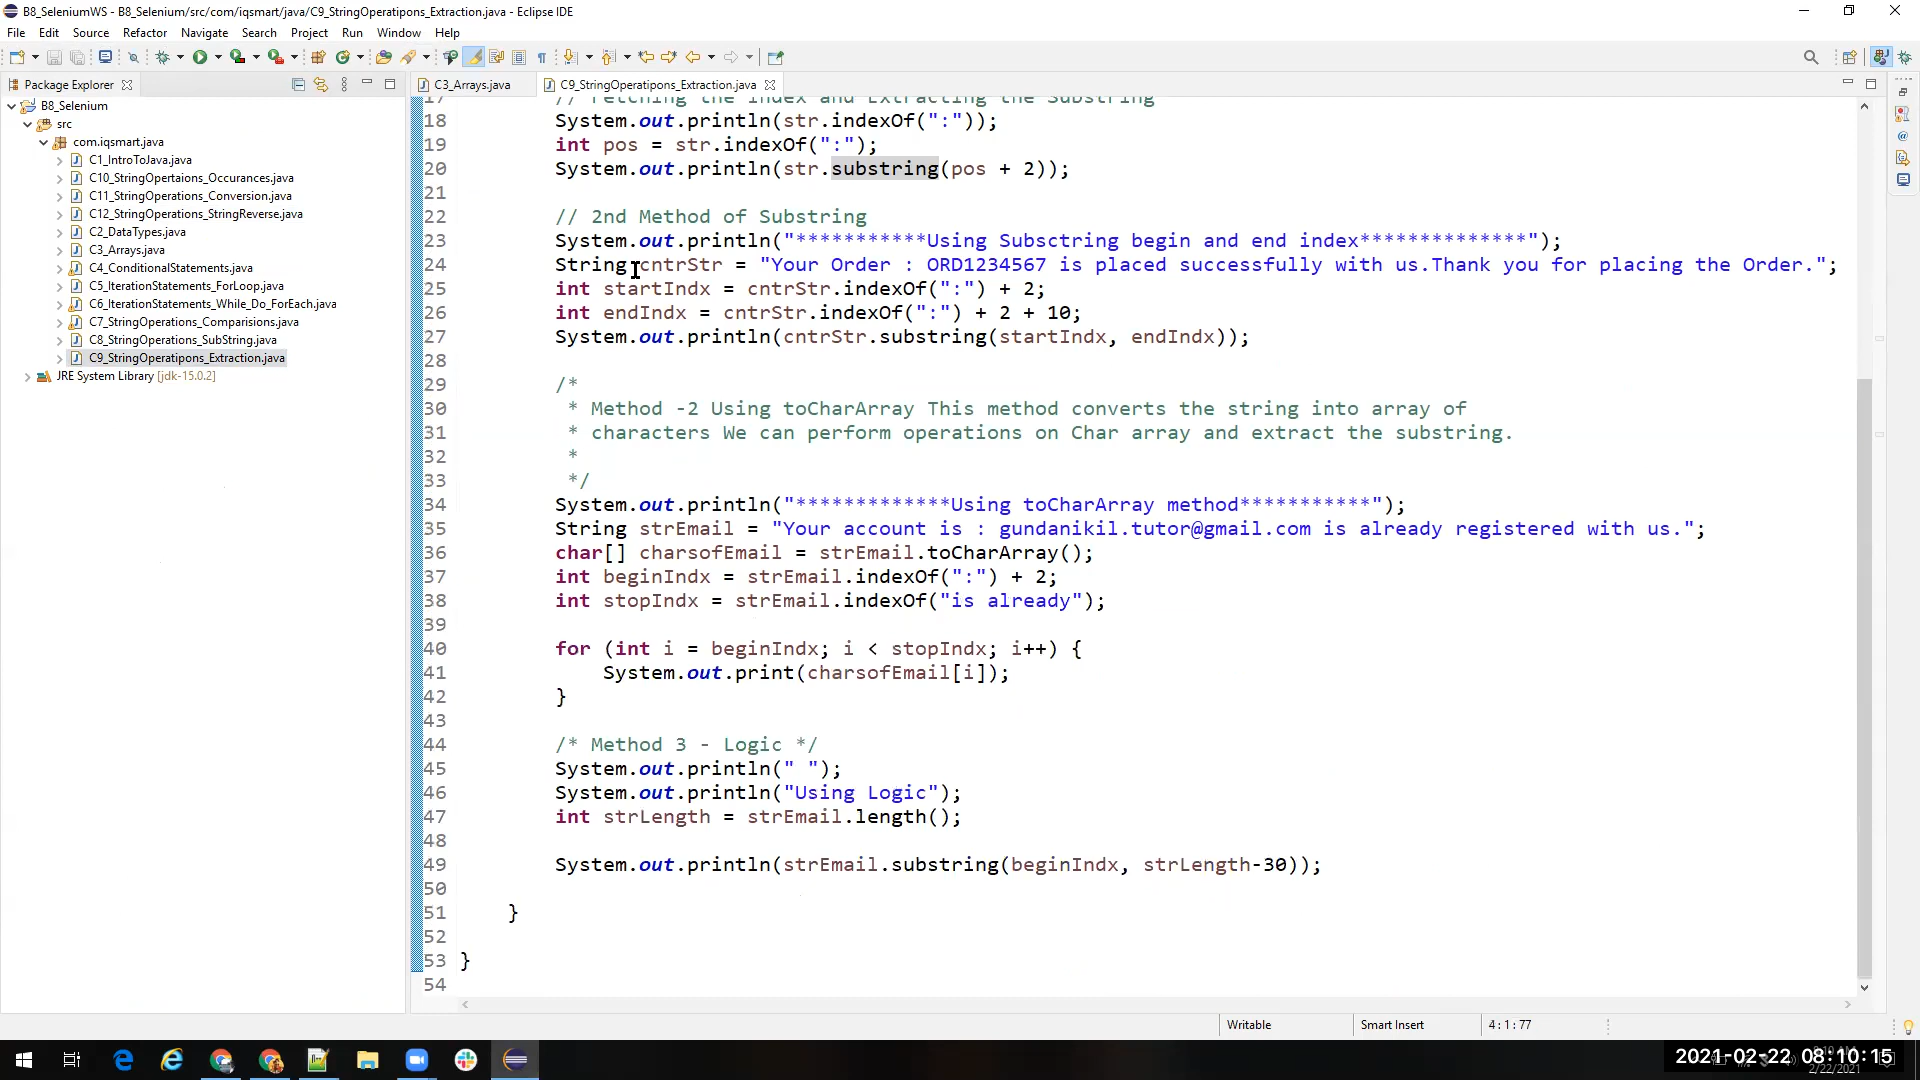 B8_SeleniumWS - B8_Selenium/src/com/iqsmart/java/C9_StringOperatipons_Extraction.java - Eclipse IDE
File Edit Source Refactor Navigate Search Project Run Window Help
Package Explorer
C3_Arrays.java
C9_StringOperatipons_Extraction.java
B8_Selenium
src
com.iqsmart.java
C1_IntroToJava.java
C10_StringOpertaions_Occurances.java
C11_StringOperations_Conversion.java
C12_StringOperations_StringReverse.java
C2_DataTypes.java
C3_Arrays.java
C4_ConditionalStatements.java
C5_IterationStatements_ForLoop.java
C6_IterationStatements_While_Do_ForEach.java
C7_StringOperations_Comparisions.java
C8_StringOperations_SubString.java
C9_StringOperatipons_Extraction.java
JRE System Library [jdk-15.0.2]
17 // Fetching the index and Extracting the Substring
18 System.out.println(str.indexOf(":"));
19 int pos = str.indexOf(":");
20 System.out.println(str.substring(pos + 2));
21
22 // 2nd Method of Substring
23 System.out.println("***********Using Subsctring begin and end index**************");
24 String cntrStr = "Your Order : ORD1234567 is placed successfully with us.Thank you for placing the Order.";
25 int startIndx = cntrStr.indexOf(":") + 2;
26 int endIndx = cntrStr.indexOf(":") + 2 + 10;
27 System.out.println(cntrStr.substring(startIndx, endIndx));
28
29 /*
30 * Method -2 Using toCharArray This method converts the string into array of
31 * characters We can perform operations on Char array and extract the substring.
32 *
33 */
34 System.out.println("*************Using toCharArray method***********");
35 String strEmail = "Your account is : gundanikil.tutor@gmail.com is already registered with us.";
36 char[] charsofEmail = strEmail.toCharArray();
37 int beginIndx = strEmail.indexOf(":") + 2;
38 int stopIndx = strEmail.indexOf("is already");
39
40 for (int i = beginIndx; i < stopIndx; i++) {
41 System.out.print(charsofEmail[i]);
42 }
43
44 /* Method 3 - Logic */
45 System.out.println(" ");
46 System.out.println("Using Logic");
47 int strLength = strEmail.length();
48
49 System.out.println(strEmail.substring(beginIndx, strLength-30));
50
51 }
52
53 }
54
Writable Smart Insert 4:1:77
2021-02-22 08:10:15
2/22/2021